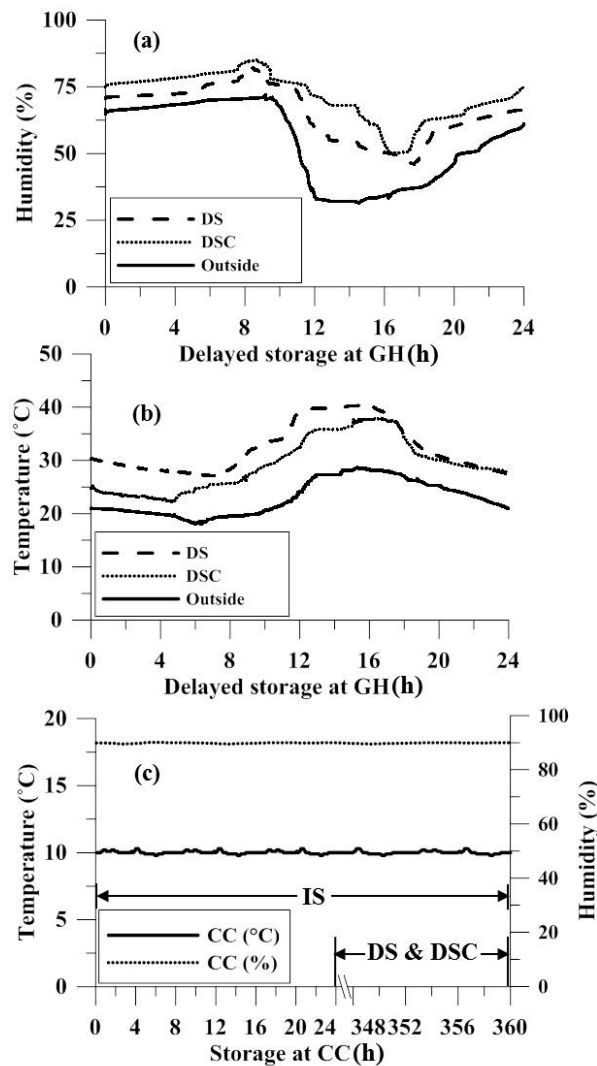 (a)
Humidity (%)
100
75
50
25
0
DS
DSC
Outside
0 4 8 12 16 20 24
Delayed storage at GH(h)
(b)
Temperature (˚C)
50
40
30
20
10
0
DS
DSC
Outside
0 4 8 12 16 20 24
Delayed storage at GH(h)
(c)
Temperature (˚C)
20
15
10
5
0
Humidity (%)
100
80
60
40
20
0
IS
DS & DSC
CC (°C)
CC (%)
0 4 8 12 16 20 24 348 352 356 360
Storage at CC(h)